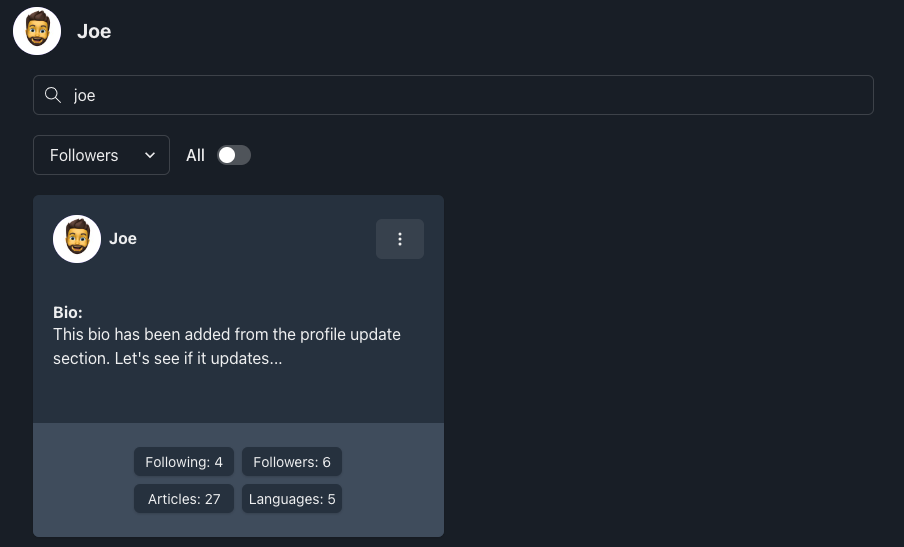 Joe
joe
Followers
All
Joe
Bio:
This bio has been added from the profile update
section. Let's see if it updates...
Following: 4
Followers: 6
Articles: 27
Languages: 5